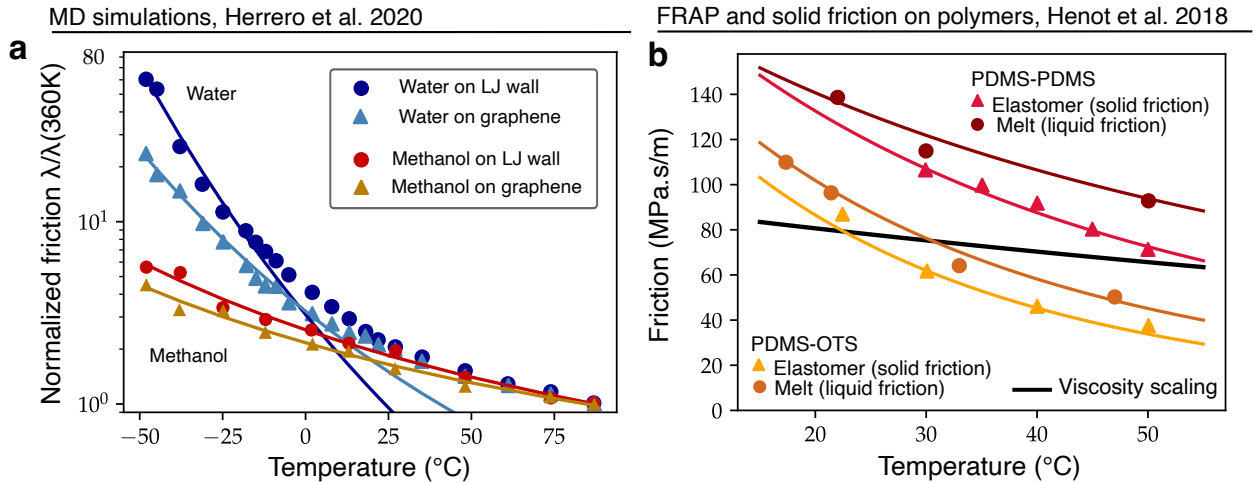 MD simulations, Herrero et al. 2020
a
Normalized friction λ/λ(360K)
80
10¹
10⁰
Water
Methanol
Water on LJ wall
Water on graphene
Methanol on LJ wall
Methanol on graphene
−50
−25
0
25
50
75
Temperature (°C)
FRAP and solid friction on polymers, Henot et al. 2018
b
Friction (MPa.s/m)
140
120
100
80
60
40
20
0
PDMS-PDMS
Elastomer (solid friction)
Melt (liquid friction)
PDMS-OTS
Elastomer (solid friction)
Melt (liquid friction)
Viscosity scaling
20
30
40
50
Temperature (°C)